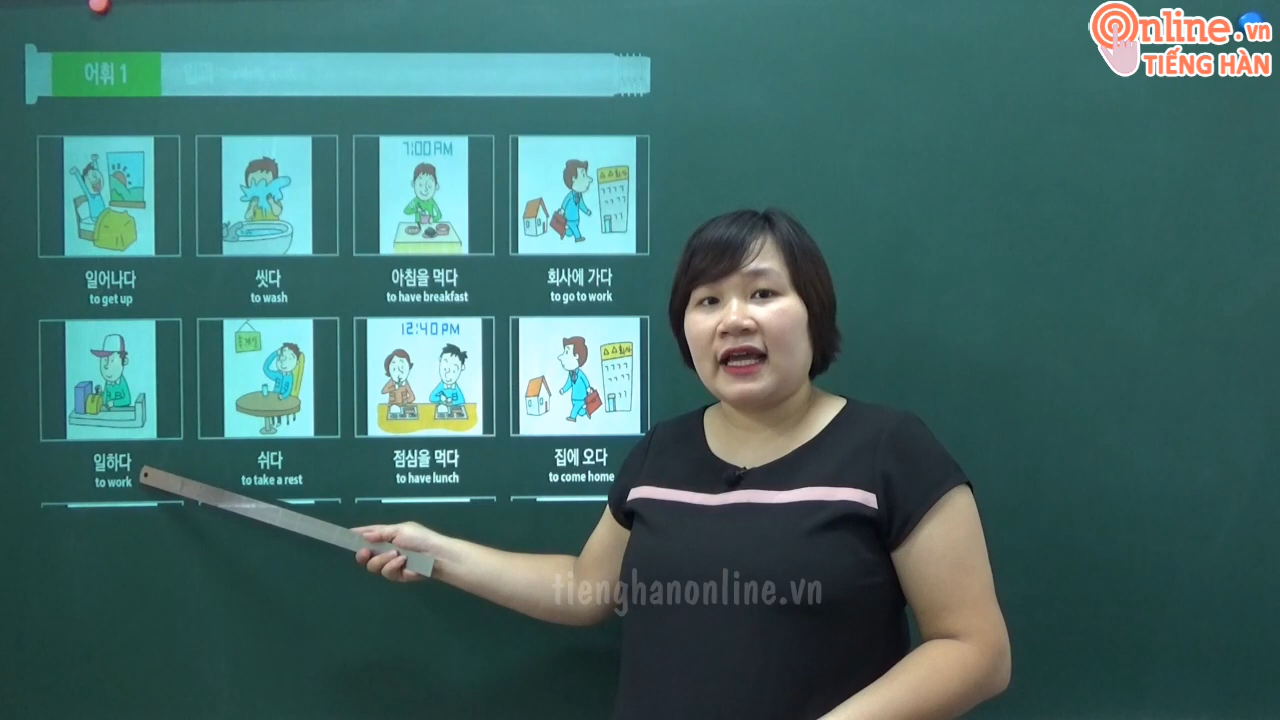 Online.vn
TIẾNG HÀN
어휘 1
일과
7:00 AM
일어나다
to get up
씻다
to wash
아침을 먹다
to have breakfast
회사에 가다
to go to work
12:40 PM
일하다
to work
쉬다
to take a rest
점심을 먹다
to have lunch
집에 오다
to come home
tienghanonline.vn